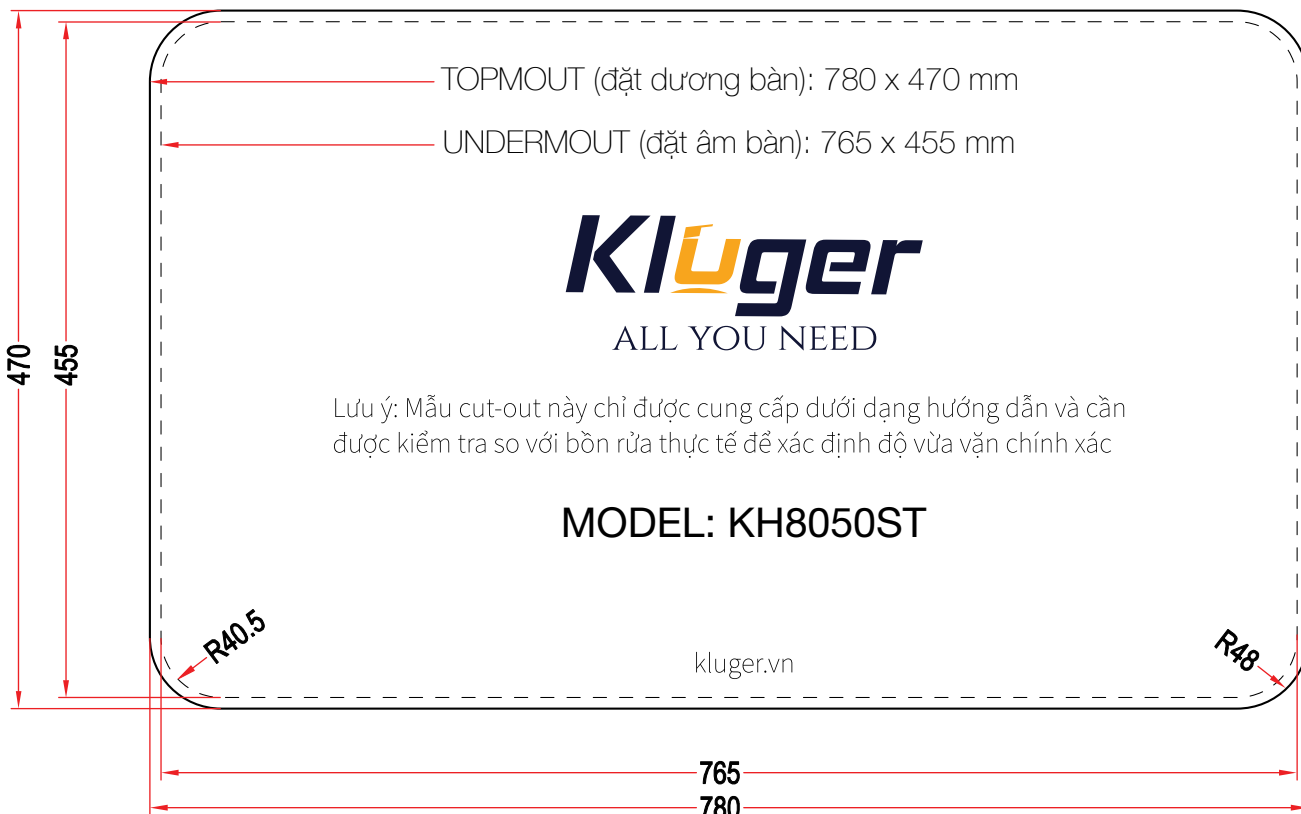 TOPMOUT (đặt dương bàn): 780 x 470 mm
UNDERMOUT (đặt âm bàn): 765 x 455 mm
Kluger
ALL YOU NEED
470
455
Lưu ý: Mẫu cut-out này chỉ được cung cấp dưới dạng hướng dẫn và cần
được kiểm tra so với bồn rửa thực tế để xác định độ vừa vặn chính xác
MODEL: KH8050ST
R40.5
R48
kluger.vn
765
780